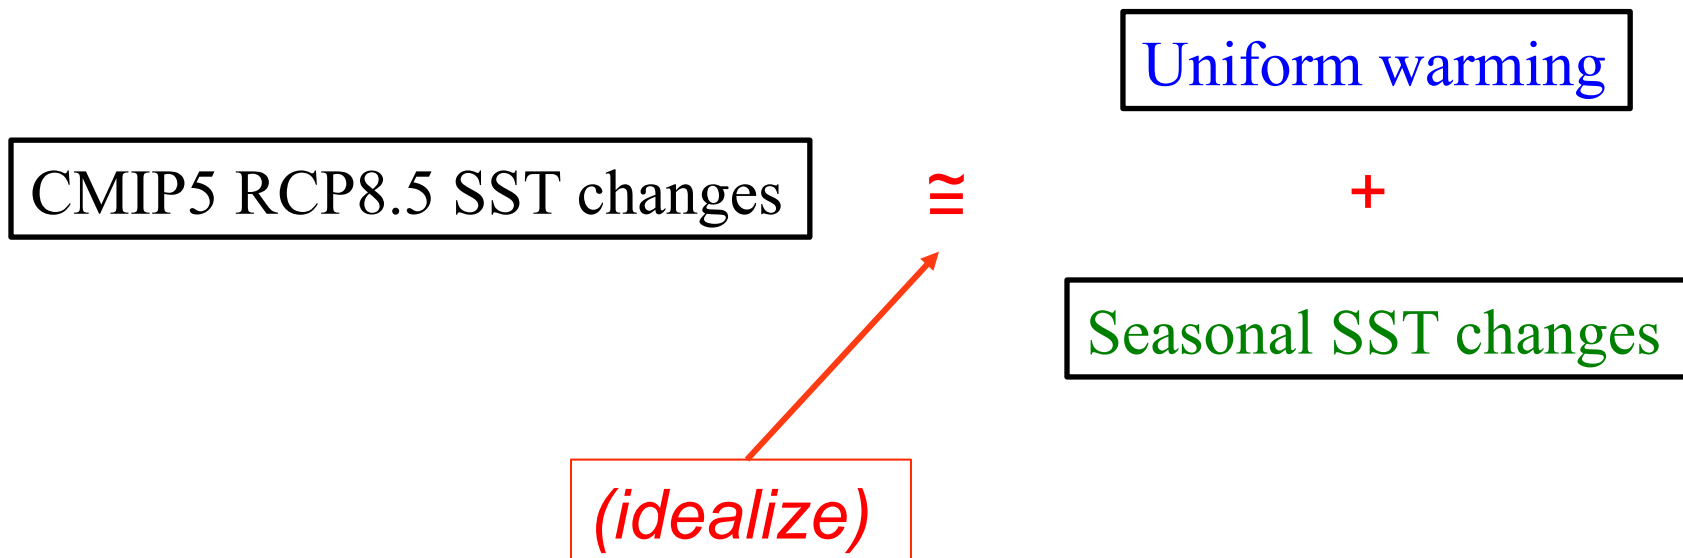 Uniform warming
CMIP5 RCP8.5 SST changes ≅ +
Seasonal SST changes
(idealize)